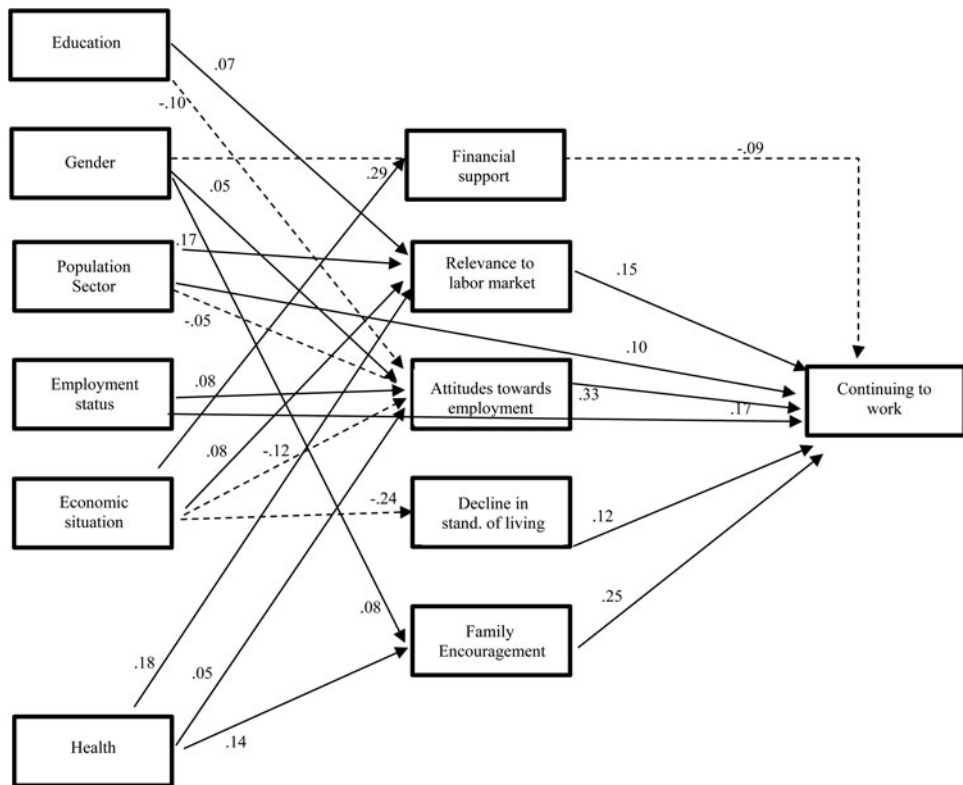 Education
.07
-.10
Gender
Financial
support
-.09
.29
.05
Population
Sector
.17
Relevance to
labor market
.15
-.05
.10
Employment
status
.08
Attitudes towards
employment
.33
.17
Continuing to
work
.08
-.12
Economic
situation
-.24
Decline in
stand. of living
.12
.08
Family
Encouragement
.25
.18
.05
Health
.14